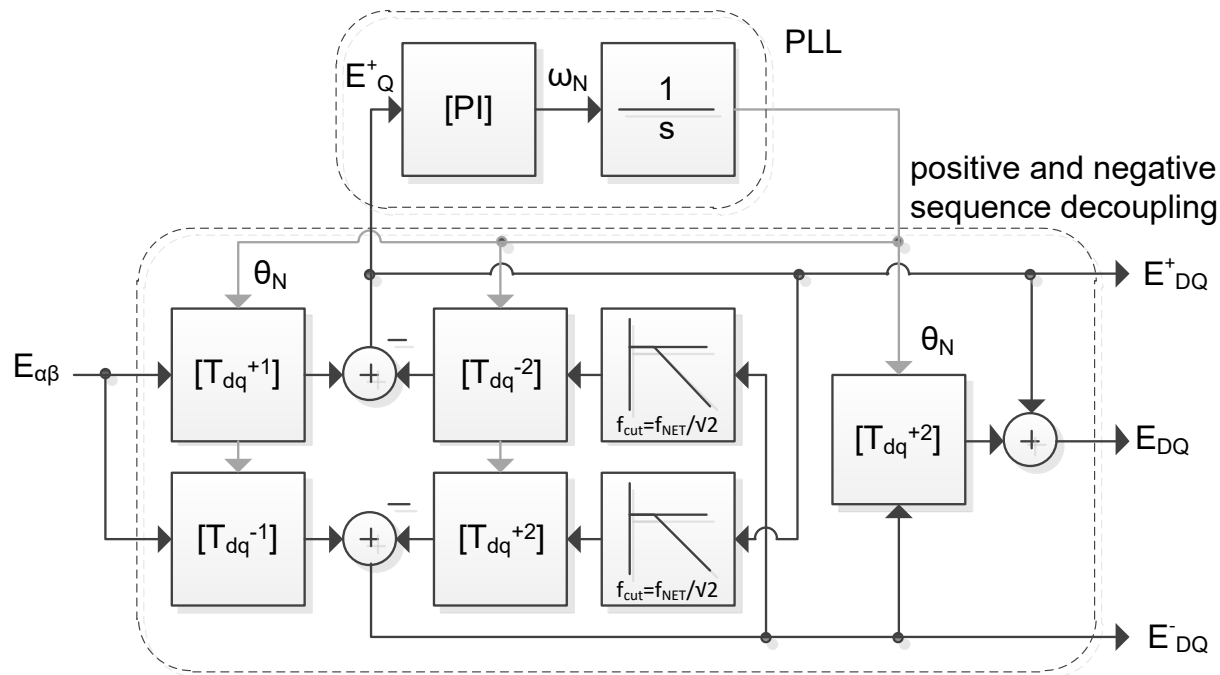 PLL
E⁺Q
[PI]
ωN
1
s
positive and negative
sequence decoupling
θN
E⁺DQ
Eαβ
[Tdq⁺¹]
−
+
[Tdq⁻²]
fcut=fNET/√2
θN
[Tdq⁺²]
+
EDQ
[Tdq⁻¹]
−
+
[Tdq⁺²]
fcut=fNET/√2
E⁻DQ